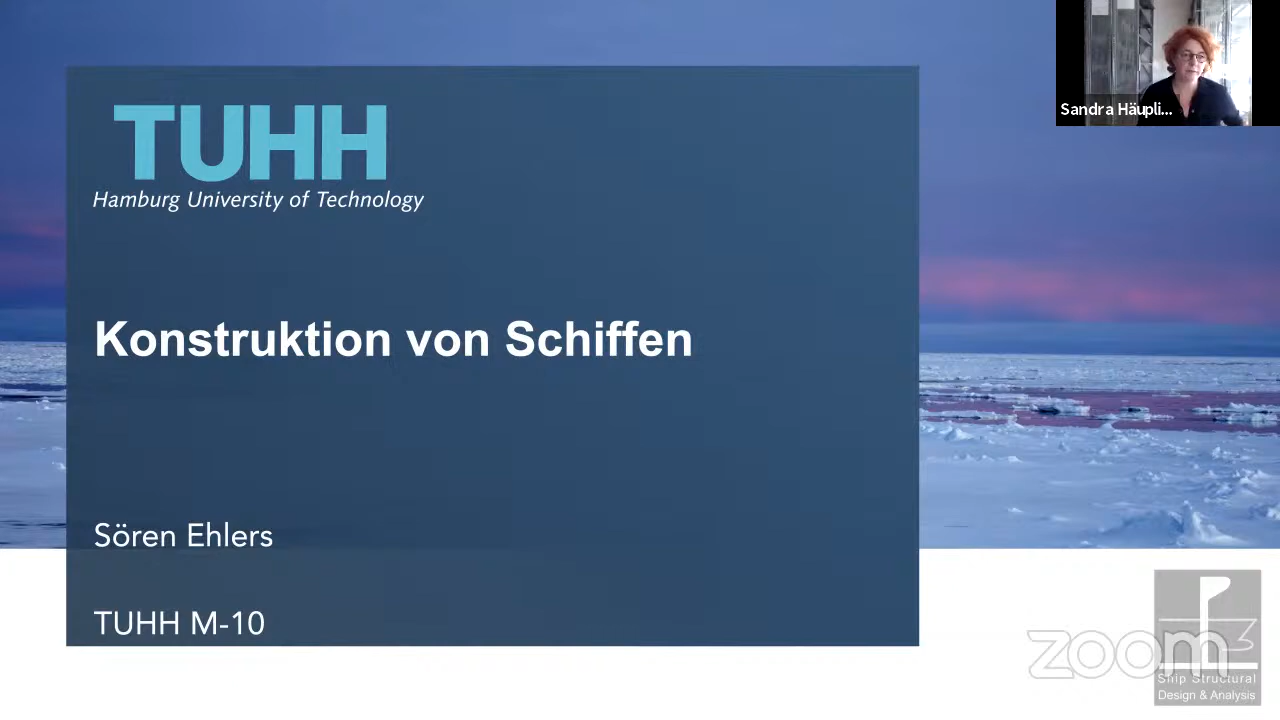 Sandra Häupli...
TUHH
Hamburg University of Technology
Konstruktion von Schiffen
Sören Ehlers
TUHH M-10
zoom
Ship Structural
Design & Analysis